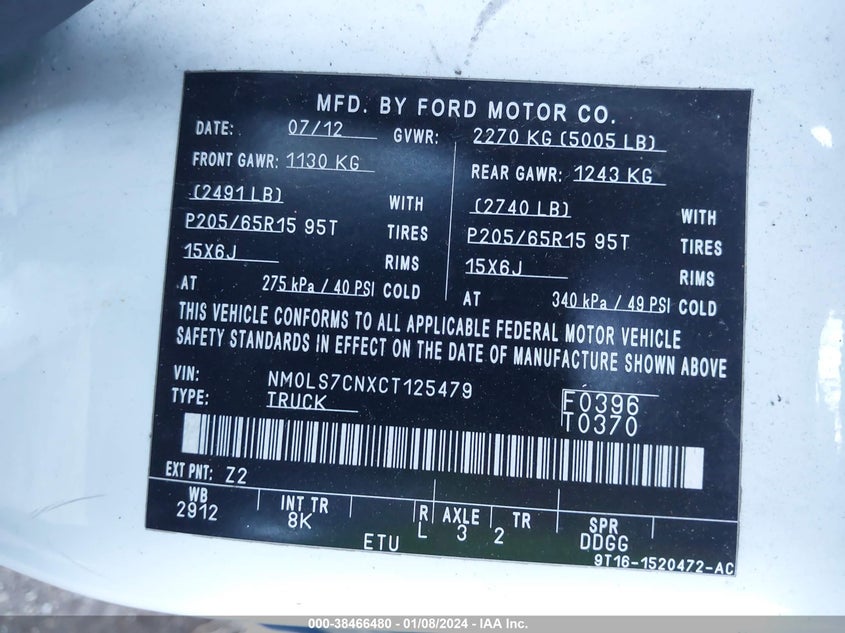 MFD. BY FORD MOTOR CO.
DATE: 07/12 GVWR: 2270 KG (5005 LB)
FRONT GAWR: 1130 KG REAR GAWR: 1243 KG
(2491 LB) WITH (2740 LB) WITH
P205/65R15 95T TIRES P205/65R15 95T TIRES
15X6J RIMS 15X6J RIMS
AT 275 kPa / 40 PSI COLD AT 340 kPa / 49 PSI COLD
THIS VEHICLE CONFORMS TO ALL APPLICABLE FEDERAL MOTOR VEHICLE
SAFETY STANDARDS IN EFFECT ON THE DATE OF MANUFACTURE SHOWN ABOVE
VIN: NM0LS7CNXCT125479
TYPE: TRUCK F0396
T0370
EXT PNT: Z2
WB INT TR R AXLE TR SPR
2912 8K L 3 2 DDGG
ETU 9T16-1520472-AC
000-38466480 - 01/08/2024 - IAA Inc.